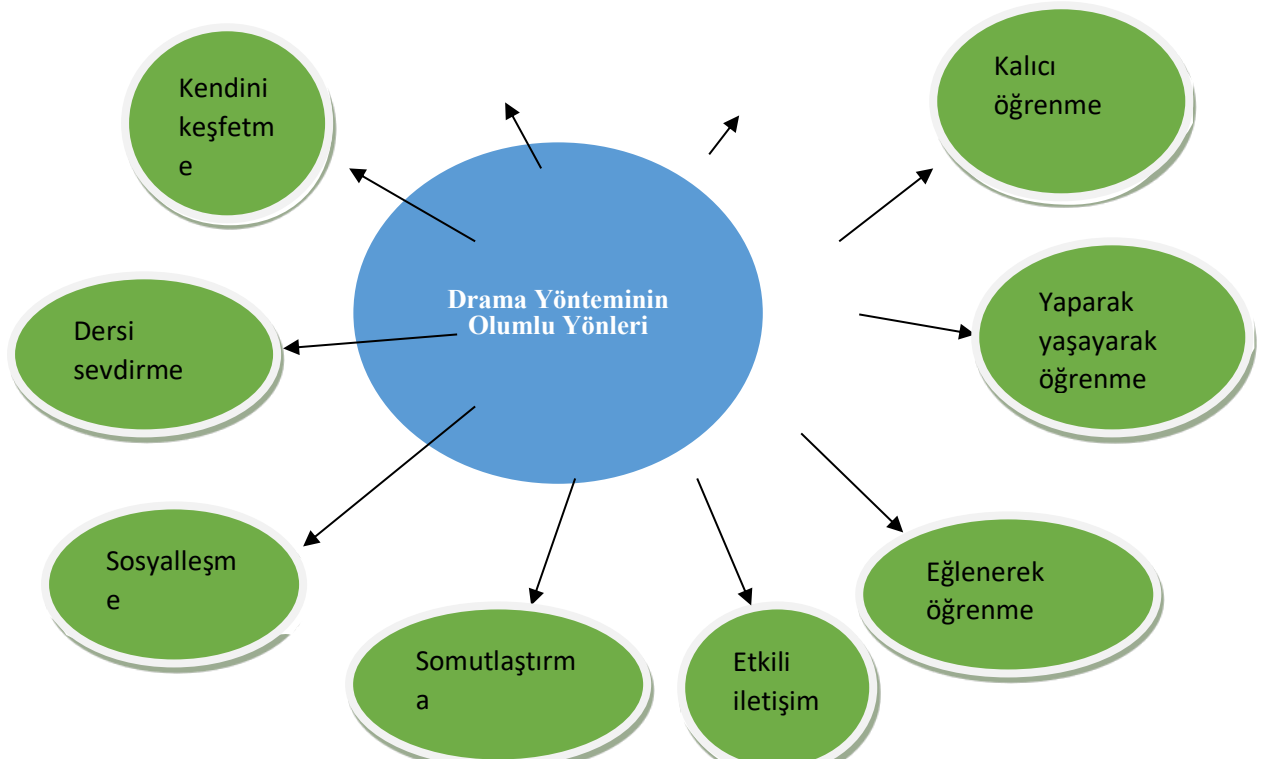 Kendini
keşfetm
e
Kalıcı
öğrenme
Drama Yönteminin
Olumlu Yönleri
Dersi
sevdirme
Yaparak
yaşayarak
öğrenme
Sosyalleşm
e
Eğlenerek
öğrenme
Somutlaştırm
a
Etkili
iletişim